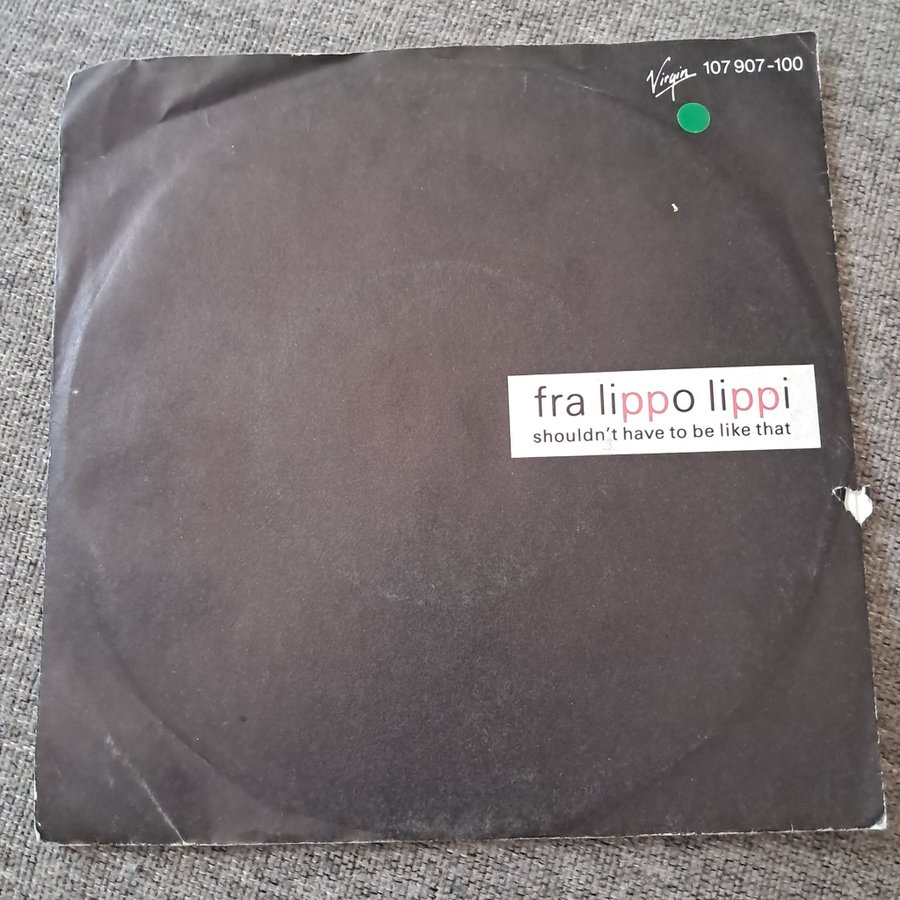 Virgin 107 907-100
fra lippo lippi
shouldn't have to be like that